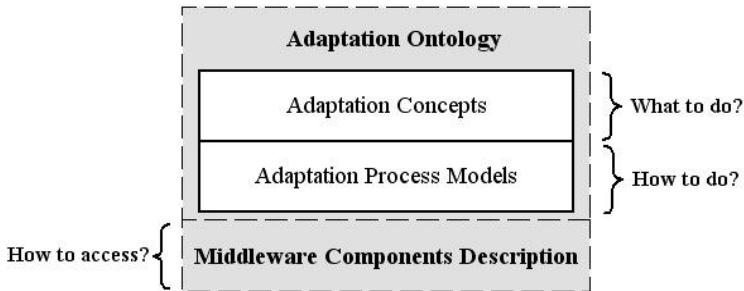 Adaptation Ontology
Adaptation Concepts
What to do?
Adaptation Process Models
How to do?
How to access?
Middleware Components Description